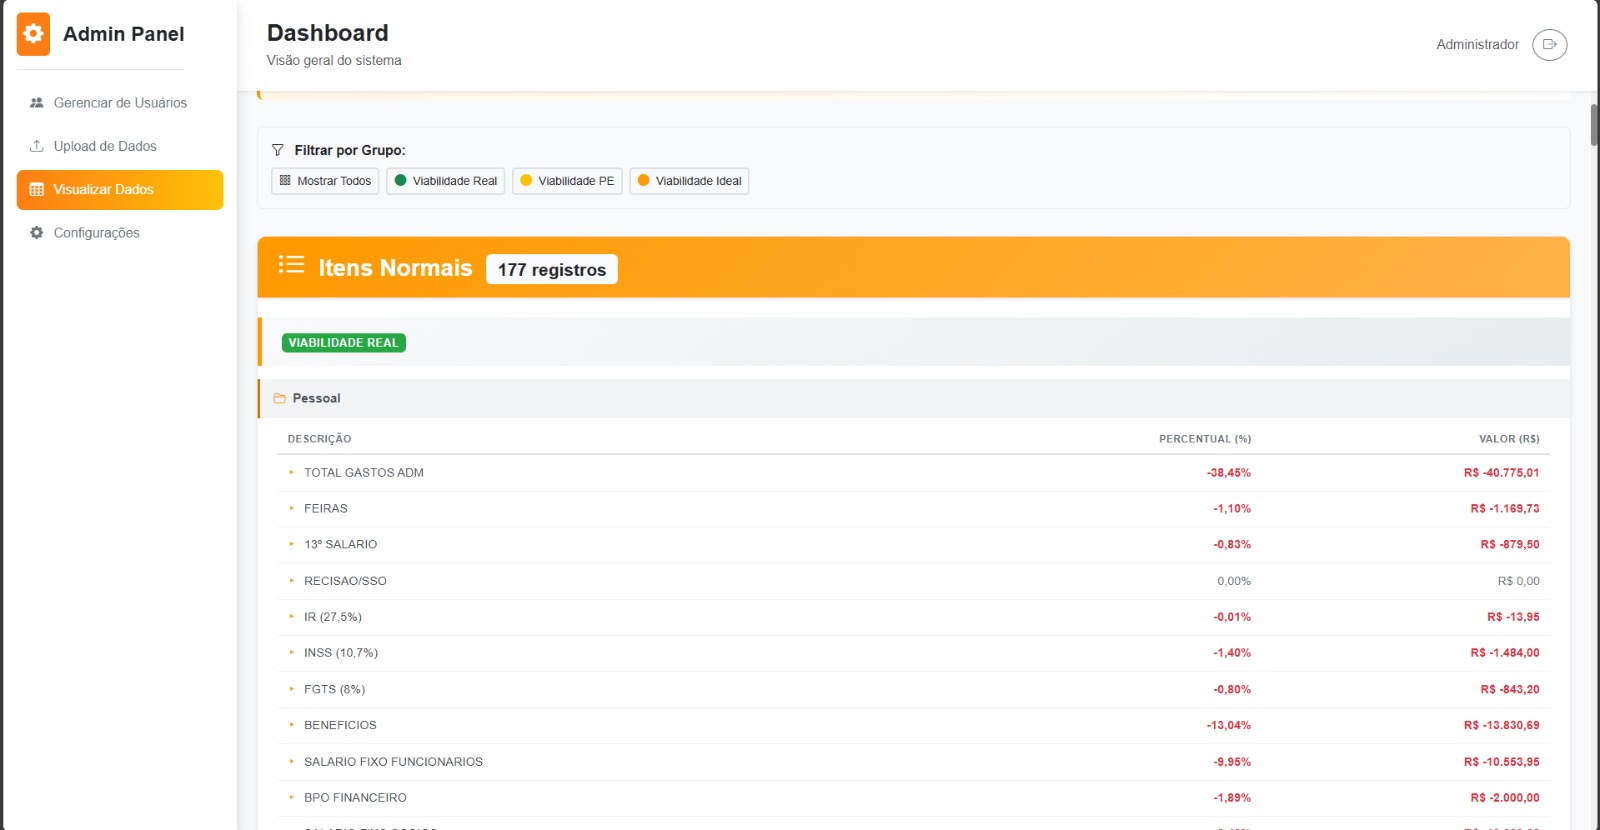 Admin Panel
Gerenciar de Usuários
Upload de Dados
Visualizar Dados
Configurações
Dashboard
Visão geral do sistema
Administrador
Filtrar por Grupo:
Mostrar Todos Viabilidade Real Viabilidade PE Viabilidade Ideal
Itens Normais 177 registros
VIABILIDADE REAL
Pessoal
DESCRIÇÃO PERCENTUAL (%) VALOR (R$)
TOTAL GASTOS ADM -38,45% R$ -40.775,01
FEIRAS -1,10% R$ -1.169,73
13º SALARIO -0,83% R$ -879,50
RECISAO/SSO 0,00% R$ 0,00
IR (27,5%) -0,01% R$ -13,95
INSS (10,7%) -1,40% R$ -1.484,00
FGTS (8%) -0,80% R$ -843,20
BENEFICIOS -13,04% R$ -13.830,69
SALARIO FIXO FUNCIONARIOS -9,95% R$ -10.553,95
BPO FINANCEIRO -1,89% R$ -2.000,00